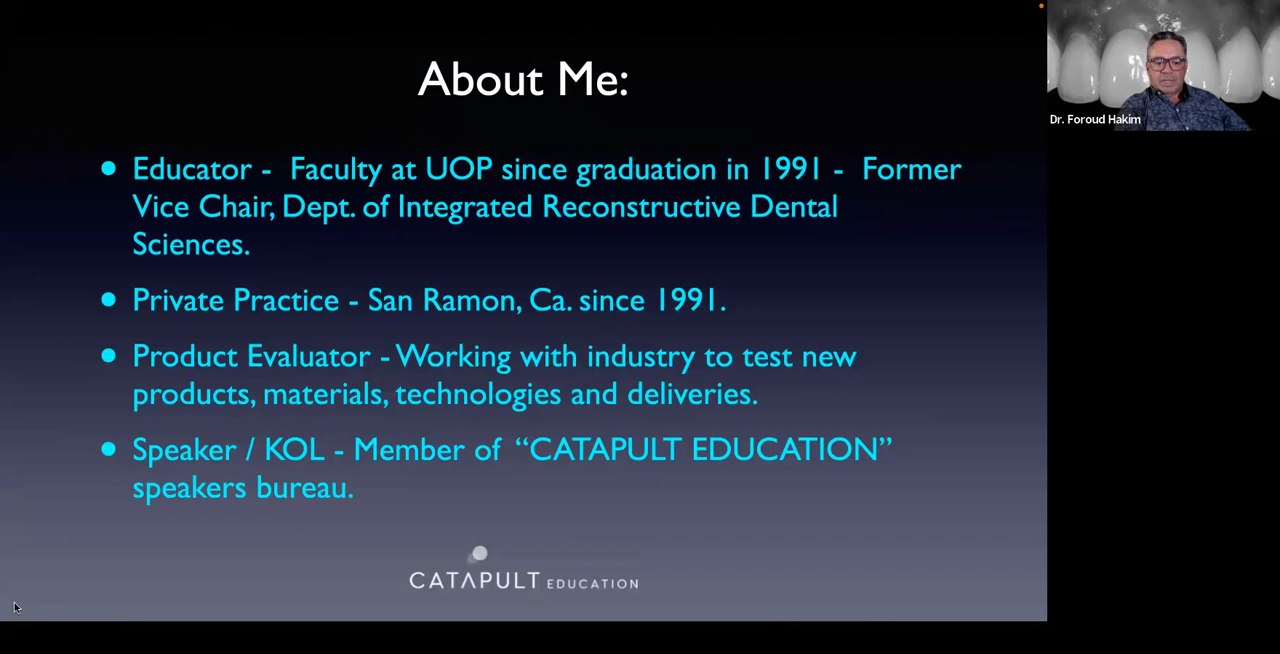 About Me:
• Educator - Faculty at UOP since graduation in 1991 - Former
Vice Chair, Dept. of Integrated Reconstructive Dental
Sciences.
• Private Practice - San Ramon, Ca. since 1991.
• Product Evaluator - Working with industry to test new
products, materials, technologies and deliveries.
• Speaker / KOL - Member of “CATAPULT EDUCATION”
speakers bureau.
CATAPULT EDUCATION
Dr. Foroud Hakim